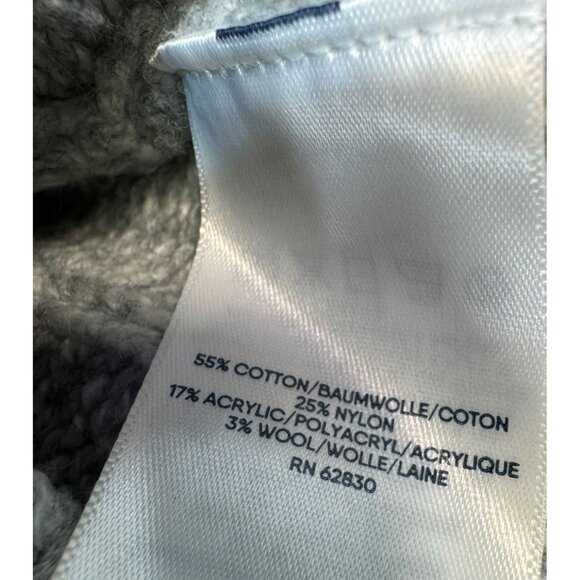 55% COTTON/BAUMWOLLE/COTON
25% NYLON
17% ACRYLIC/POLYACRYL/ACRYLIQUE
3% WOOL/WOLLE/LAINE
RN 62830